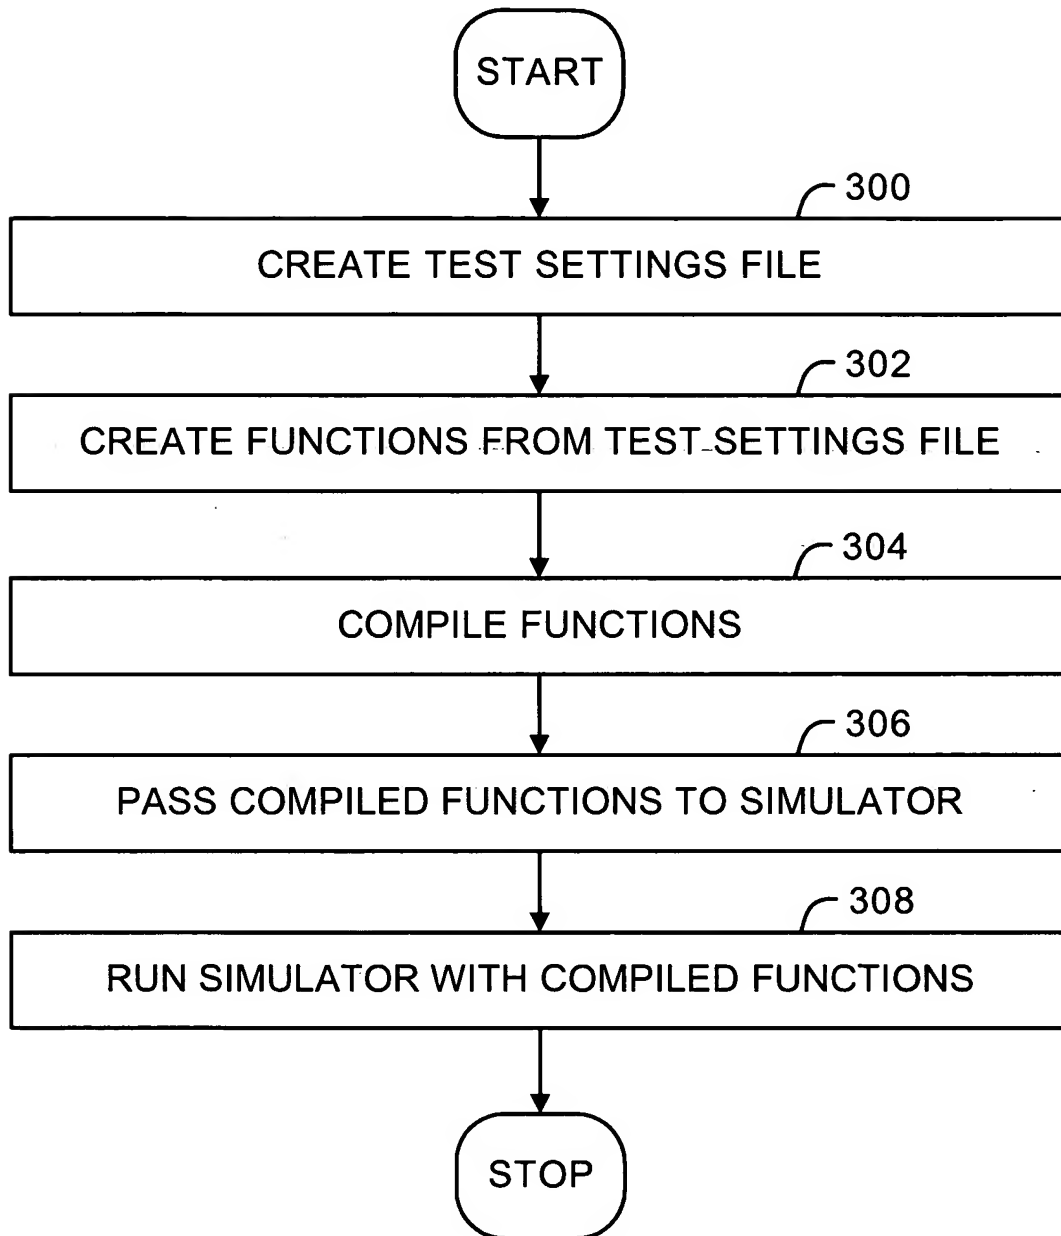 START
300
CREATE TEST SETTINGS FILE
302
CREATE FUNCTIONS FROM TEST SETTINGS FILE
304
COMPILE FUNCTIONS
306
PASS COMPILED FUNCTIONS TO SIMULATOR
308
RUN SIMULATOR WITH COMPILED FUNCTIONS
STOP